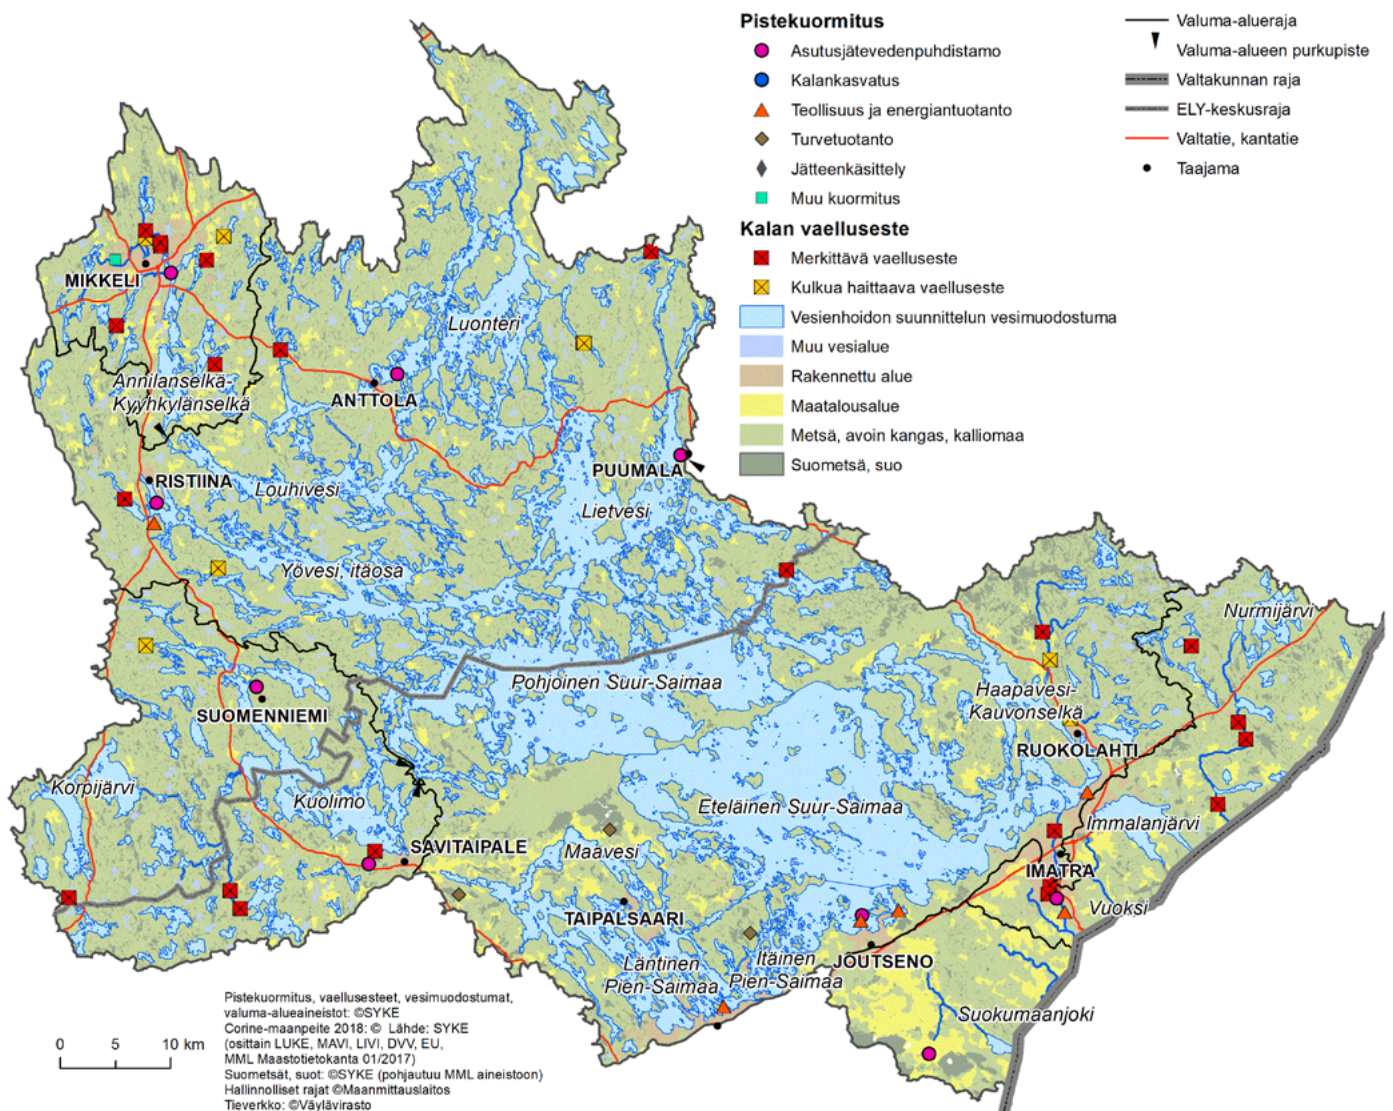 Pistekuormitus
Asutusjätevedenpuhdistamo
Kalankasvatus
Teollisuus ja energiantuotanto
Turvetuotanto
Jätteenkäsittely
Muu kuormitus
Kalan vaelluseste
Merkittävä vaelluseste
Kulkua haittaava vaelluseste
Vesienhoidon suunnittelun vesimuodostuma
Muu vesialue
Rakennettu alue
Maatalousalue
Metsä, avoin kangas, kalliomaa
Suometsä, suo
Valuma-alueraja
Valuma-alueen purkupiste
Valtakunnan raja
ELY-keskusraja
Valtatie, kantatie
Taajama
MIKKELI
Luonteri
Annilanselkä-
Kyyhkylänselkä
ANTTOLA
PUUMALA
RISTIINA
Louhivesi
Lietvesi
Yövesi, itäosa
Nurmijärvi
Pohjoinen Suur-Saimaa
Haapavesi-
Kauvonselkä
SUOMENNIEMI
RUOKOLAHTI
Korpijärvi
Kuolimo
Eteläinen Suur-Saimaa
Immalanjärvi
SAVITAIPALE
Maavesi
IMATRA
Vuoksi
TAIPALSAARI
Läntinen
Pien-Saimaa
Itäinen
Pien-Saimaa
JOUTSENO
Suokumaanjoki
0 5 10 km
Pistekuormitus, vaellusesteet, vesimuodostumat,
valuma-alueaineistot: ©SYKE
Corine-maanpeite 2018: © Lähde: SYKE
(osittain LUKE, MAVI, LIVI, DVV, EU,
MML Maastotietokanta 01/2017)
Suometsät, suot: ©SYKE (pohjautuu MML aineistoon)
Hallinnolliset rajat ©Maanmittauslaitos
Tieverkko: ©Väylävirasto